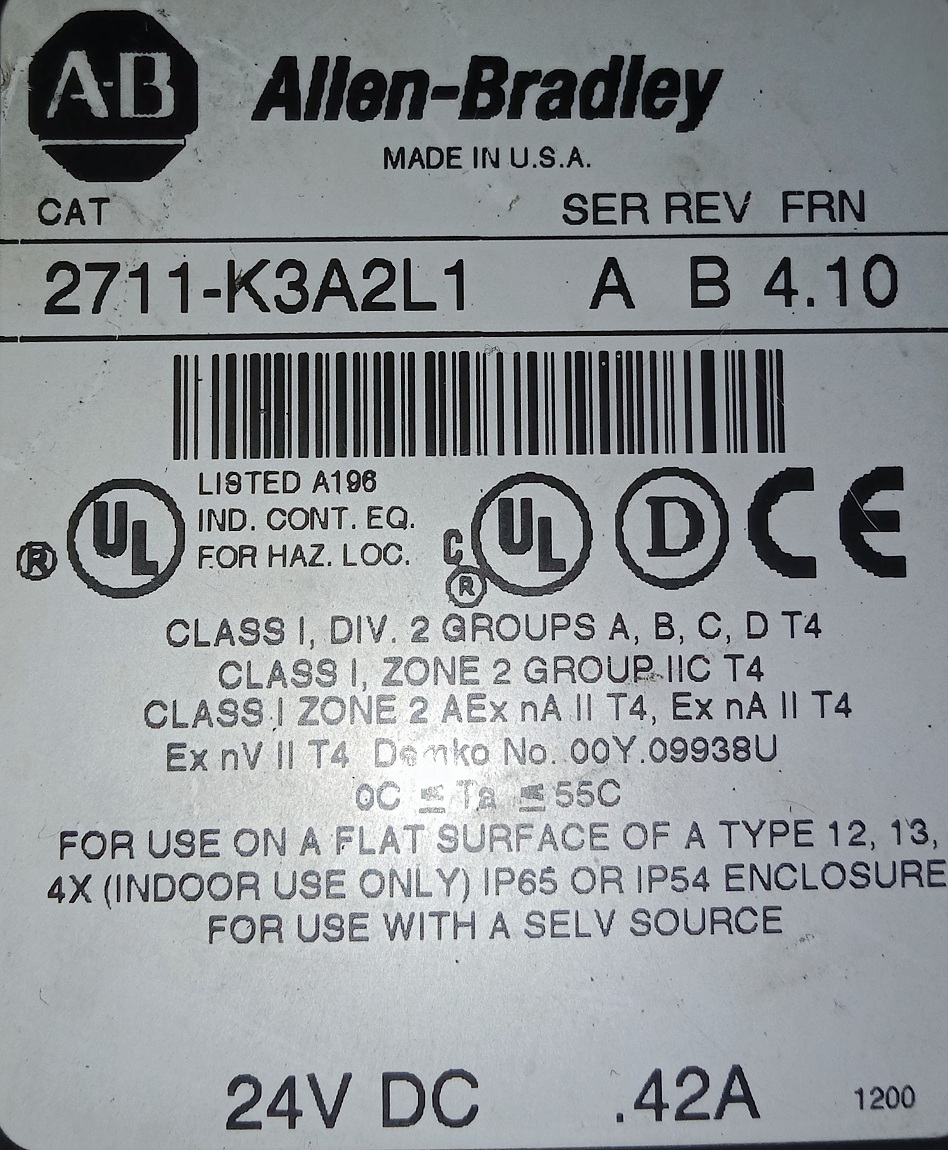 A-B Allen-Bradley
MADE IN U.S.A.
CAT SER REV FRN
2711-K3A2L1 A B 4.10
LISTED A196
IND. CONT. EQ.
FOR HAZ. LOC.
® UL C UL ® D CE
CLASS I, DIV. 2 GROUPS A, B, C, D T4
CLASS I, ZONE 2 GROUP IIC T4
CLASS I ZONE 2 AEx nA II T4, Ex nA II T4
Ex nV II T4 Demko No. 00Y.09938U
0C ≤ Ta ≤ 55C
FOR USE ON A FLAT SURFACE OF A TYPE 12, 13,
4X (INDOOR USE ONLY) IP65 OR IP54 ENCLOSURE
FOR USE WITH A SELV SOURCE
24V DC .42A 1200